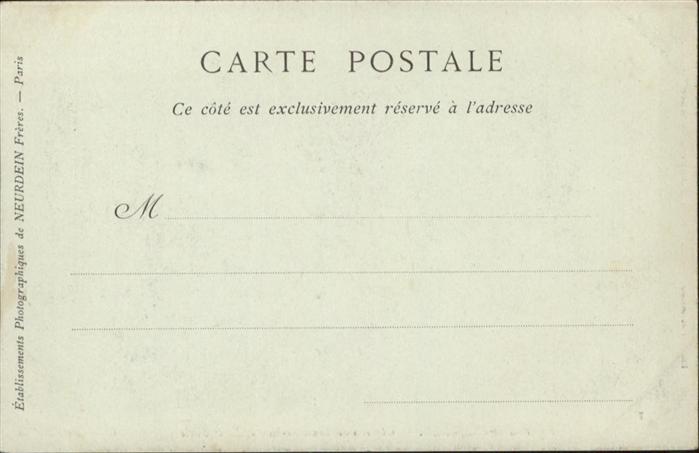 CARTE POSTALE
Ce côté est exclusivement réservé à l'adresse
M
Établissements Photographiques de NEURDEIN Frères. — Paris